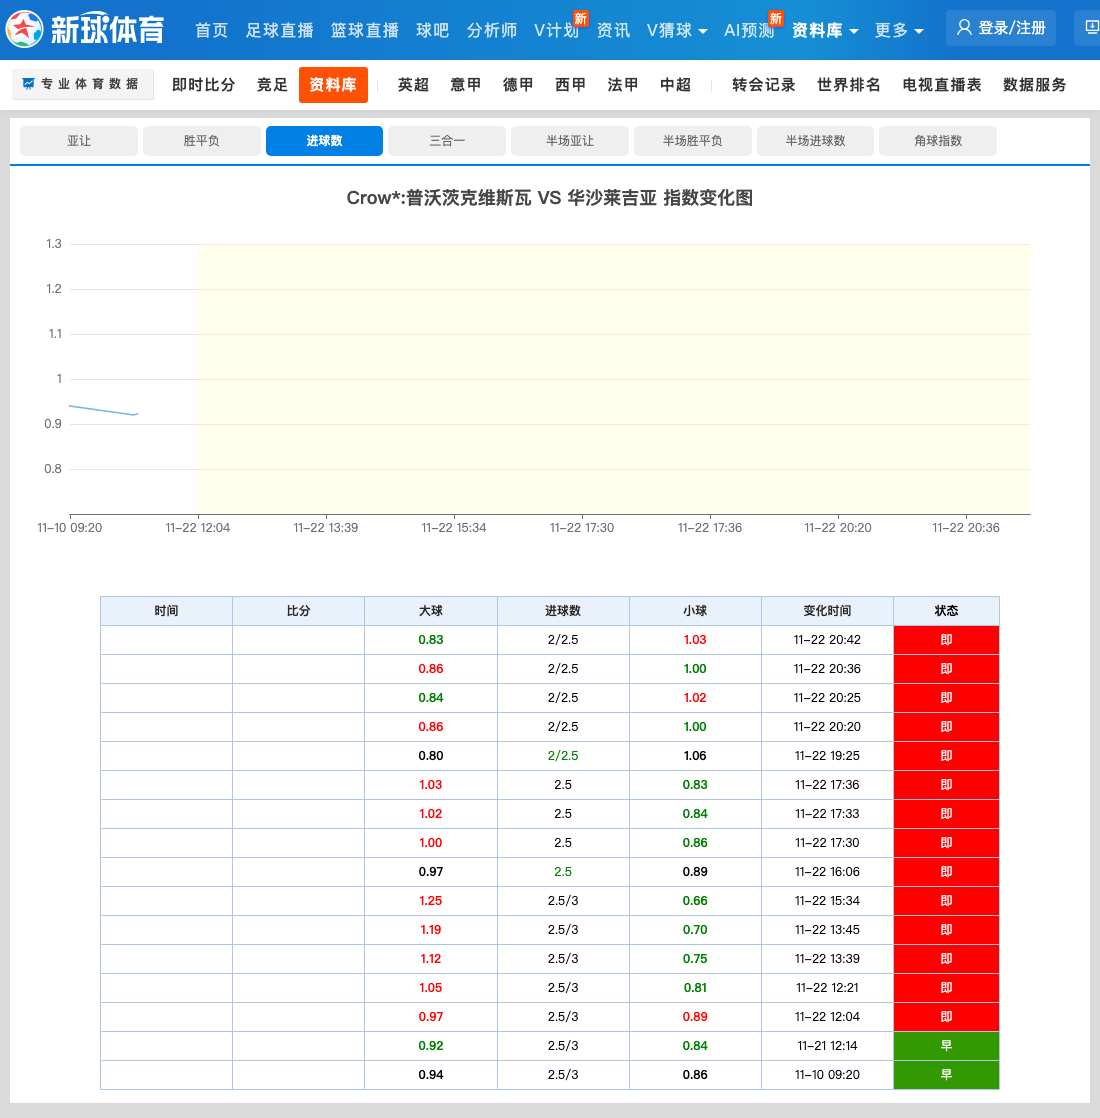 新球体育 首页 足球直播 篮球直播 球吧 分析师 V计划 新 资讯 V猜球 AI预测 新 资料库 更多 登录/注册
专业体育数据 即时比分 竞足 资料库 英超 意甲 德甲 西甲 法甲 中超 转会记录 世界排名 电视直播表 数据服务
亚让 胜平负 进球数 三合一 半场亚让 半场胜平负 半场进球数 角球指数
Crow*:普沃茨克维斯瓦 VS 华沙莱吉亚 指数变化图
1.3
1.2
1.1
1
0.9
0.8
11-10 09:20 11-22 12:04 11-22 13:39 11-22 15:34 11-22 17:30 11-22 17:36 11-22 20:20 11-22 20:36
时间 比分 大球 进球数 小球 变化时间 状态
0.83 2/2.5 1.03 11-22 20:42 即
0.86 2/2.5 1.00 11-22 20:36 即
0.84 2/2.5 1.02 11-22 20:25 即
0.86 2/2.5 1.00 11-22 20:20 即
0.80 2/2.5 1.06 11-22 19:25 即
1.03 2.5 0.83 11-22 17:36 即
1.02 2.5 0.84 11-22 17:33 即
1.00 2.5 0.86 11-22 17:30 即
0.97 2.5 0.89 11-22 16:06 即
1.25 2.5/3 0.66 11-22 15:34 即
1.19 2.5/3 0.70 11-22 13:45 即
1.12 2.5/3 0.75 11-22 13:39 即
1.05 2.5/3 0.81 11-22 12:21 即
0.97 2.5/3 0.89 11-22 12:04 即
0.92 2.5/3 0.84 11-21 12:14 早
0.94 2.5/3 0.86 11-10 09:20 早